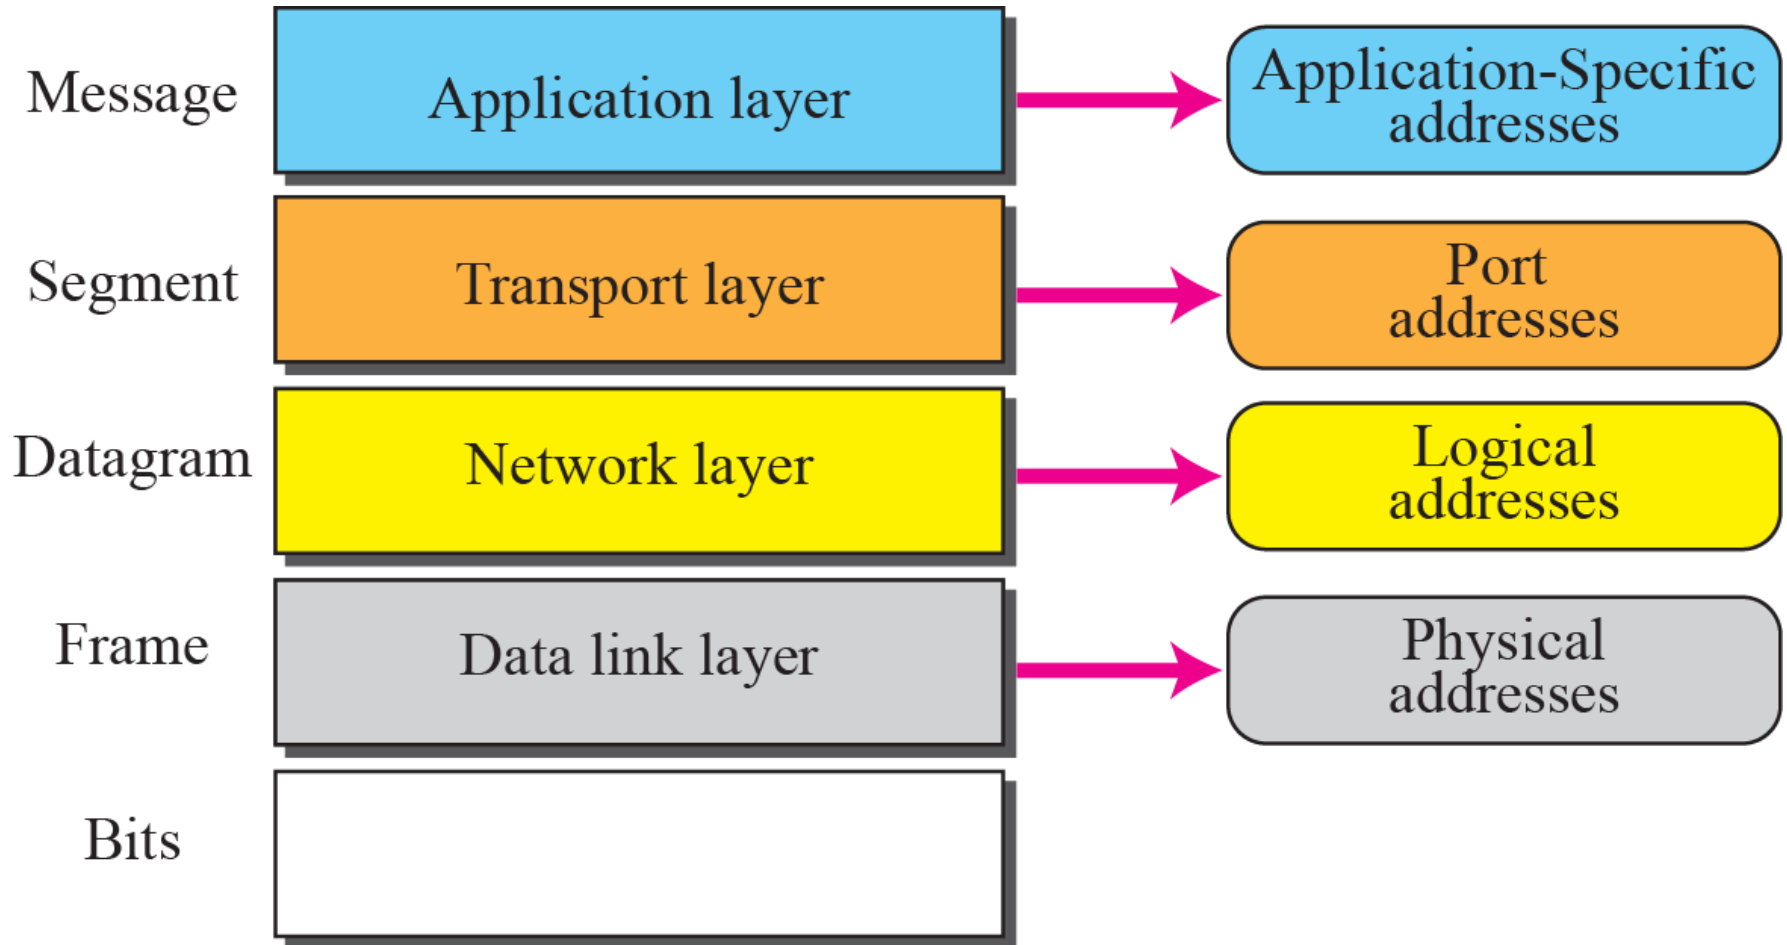 Message
Application layer
Application-Specific
addresses
Segment
Transport layer
Port
addresses
Datagram
Network layer
Logical
addresses
Frame
Data link layer
Physical
addresses
Bits